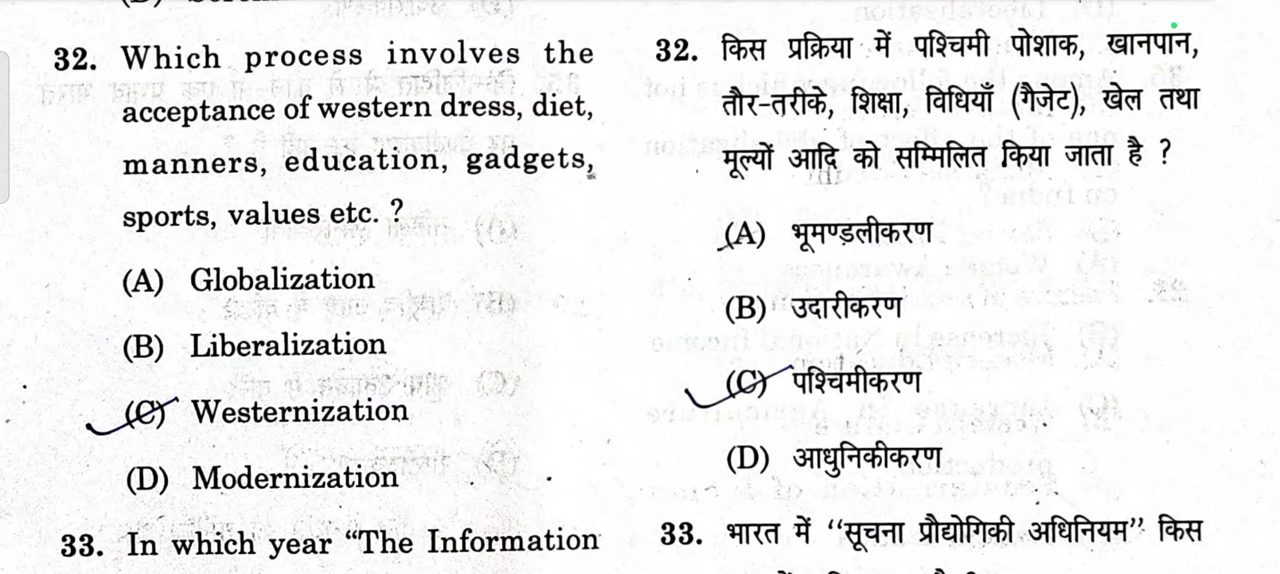 32. Which process involves the
acceptance of western dress, diet,
manners, education, gadgets,
sports, values etc. ?
(A) Globalization
(B) Liberalization
(C) Westernization
(D) Modernization
33. In which year “The Information
32. किस प्रक्रिया में पश्चिमी पोशाक, खानपान,
तौर-तरीके, शिक्षा, विधियाँ (गैजेट), खेल तथा
मूल्यों आदि को सम्मिलित किया जाता है ?
(A) भूमण्डलीकरण
(B) उदारीकरण
(C) पश्चिमीकरण
(D) आधुनिकीकरण
33. भारत में “सूचना प्रौद्योगिकी अधिनियम” किस